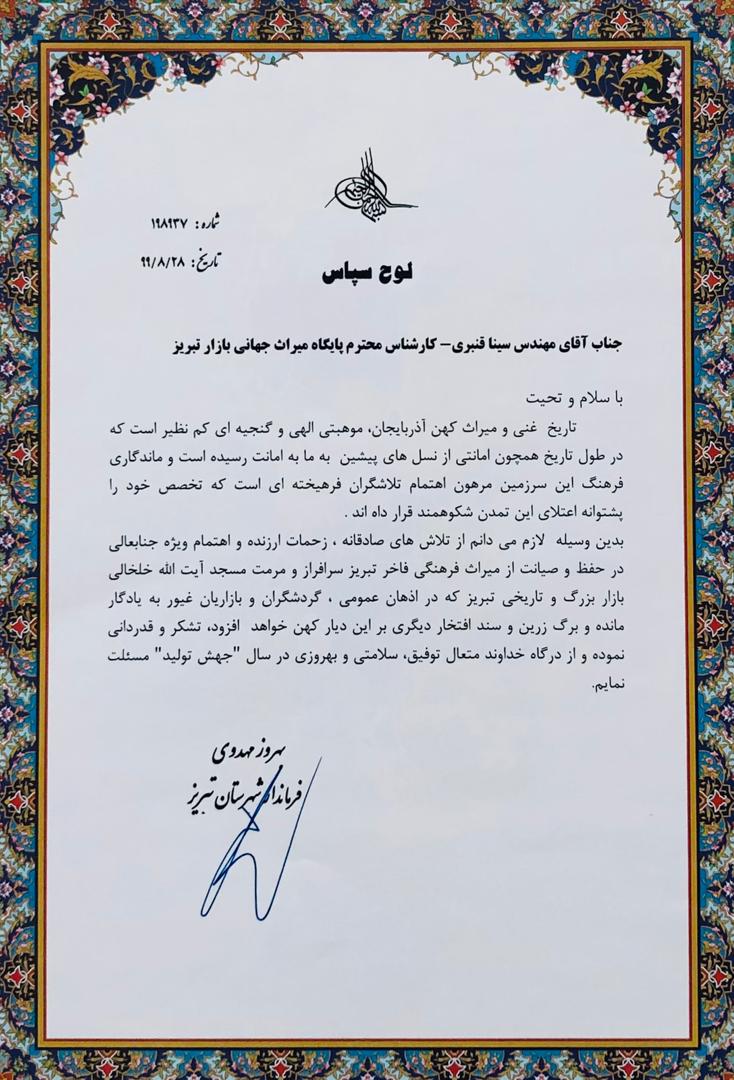 شماره: ۱۹۸۹۳۷
تاریخ: ۹۹/۸/۲۸
لوح سپاس
جناب آقای مهندس سینا قنبری- کارشناس محترم پایگاه میراث جهانی بازار تبریز
با سلام و تحیت
تاریخ غنی و میراث کهن آذربایجان، موهبتی الهی و گنجیه ای کم نظیر است که
در طول تاریخ همچون امانتی از نسل های پیشین به ما به امانت رسیده است و ماندگاری
فرهنگ این سرزمین مرهون اهتمام تلاشگران فرهیخته ای است که تخصص خود را
پشتوانه اعتلای این تمدن شکوهمند قرار داه اند .
بدین وسیله لازم می دانم از تلاش های صادقانه ، زحمات ارزنده و اهتمام ویژه جنابعالی
در حفظ و صیانت از میراث فرهنگی فاخر تبریز سرافراز و مرمت مسجد آیت الله خلخالی
بازار بزرگ و تاریخی تبریز که در اذهان عمومی ، گردشگران و بازاریان غیور به یادگار
مانده و برگ زرین و سند افتخار دیگری بر این دیار کهن خواهد افزود، تشکر و قدردانی
نموده و از درگاه خداوند متعال توفیق، سلامتی و بهروزی در سال "جهش تولید" مسئلت
نمایم.
بهروز مهدوی
فرماندار شهرستان تبریز